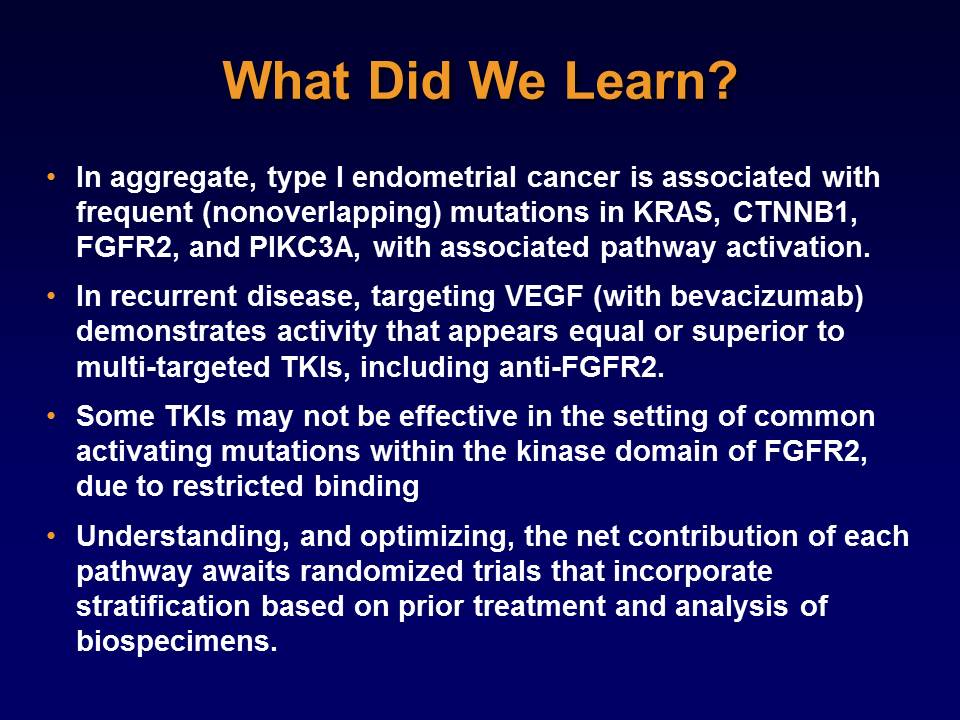 What Did We Learn?
• In aggregate, type I endometrial cancer is associated with
frequent (nonoverlapping) mutations in KRAS, CTNNB1,
FGFR2, and PIKC3A, with associated pathway activation.
• In recurrent disease, targeting VEGF (with bevacizumab)
demonstrates activity that appears equal or superior to
multi-targeted TKIs, including anti-FGFR2.
• Some TKIs may not be effective in the setting of common
activating mutations within the kinase domain of FGFR2,
due to restricted binding
• Understanding, and optimizing, the net contribution of each
pathway awaits randomized trials that incorporate
stratification based on prior treatment and analysis of
biospecimens.